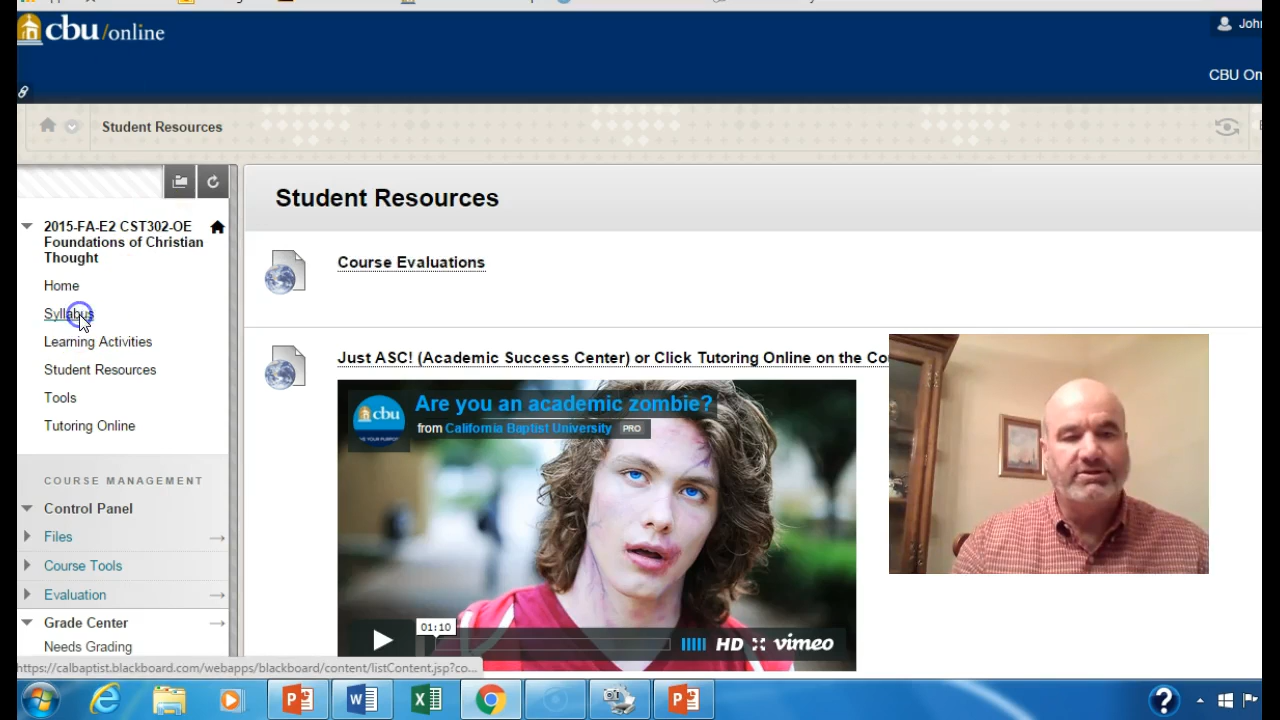 cbu/online
John
CBU On
Student Resources
2015-FA-E2 CST302-OE
Foundations of Christian
Thought
Home
Syllabus
Learning Activities
Student Resources
Tools
Tutoring Online
COURSE MANAGEMENT
Control Panel
Files
Course Tools
Evaluation
Grade Center
Needs Grading
https://calbaptist.blackboard.com/webapps/blackboard/content/listContent.jsp?co...
Student Resources
Course Evaluations
Just ASC! (Academic Success Center) or Click Tutoring Online on the Co
cbu
Are you an academic zombie?
from California Baptist University PRO
01:10
HD vimeo